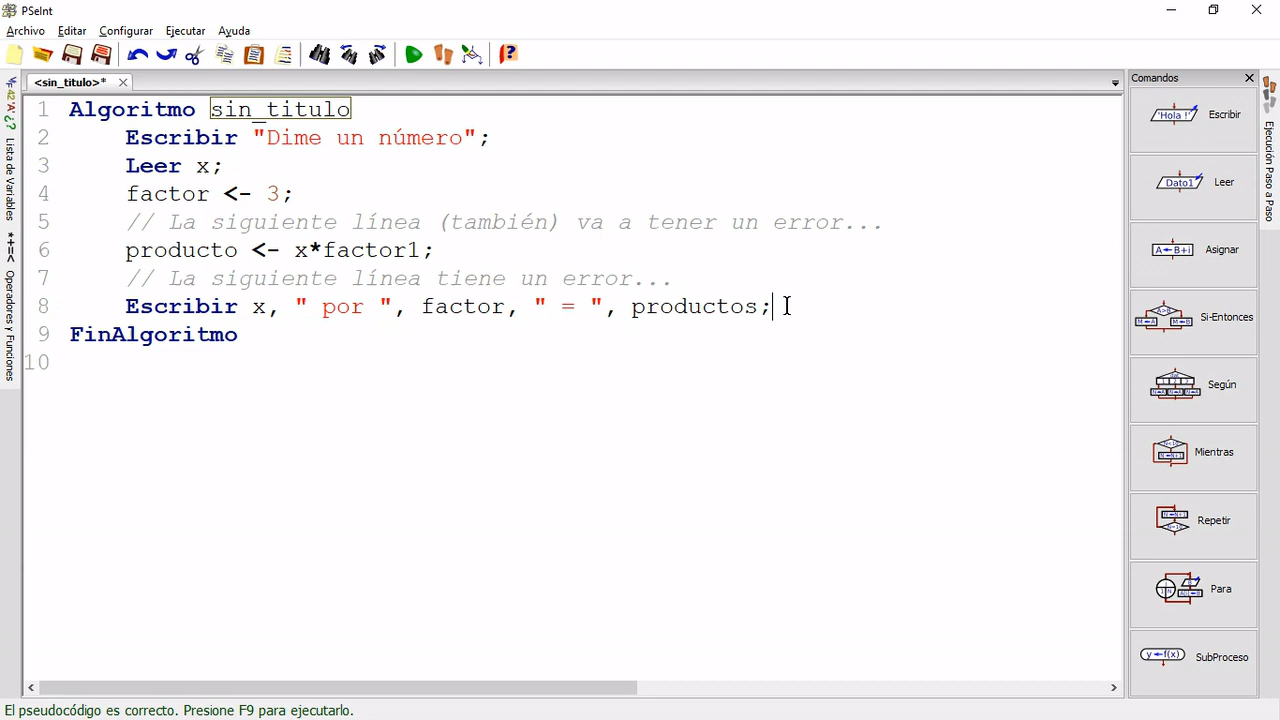 PSeInt
Archivo Editar Configurar Ejecutar Ayuda
<sin_titulo>*
Comandos
1 Algoritmo sin_titulo
2 Escribir "Dime un número";
3 Leer x;
4 factor <- 3;
5 // La siguiente línea (también) va a tener un error...
6 producto <- x*factor1;
7 // La siguiente línea tiene un error...
8 Escribir x, " por ", factor, " = ", productos;
9 FinAlgoritmo
10
Lista de Variables
*+=< Operadores y Funciones
'Hola !' Escribir
Dato1 Leer
A←B+i Asignar
Si-Entonces
Según
Mientras
Repetir
Para
y←f(x) SubProceso
Ejecución Paso a Paso
El pseudocódigo es correcto. Presione F9 para ejecutarlo.